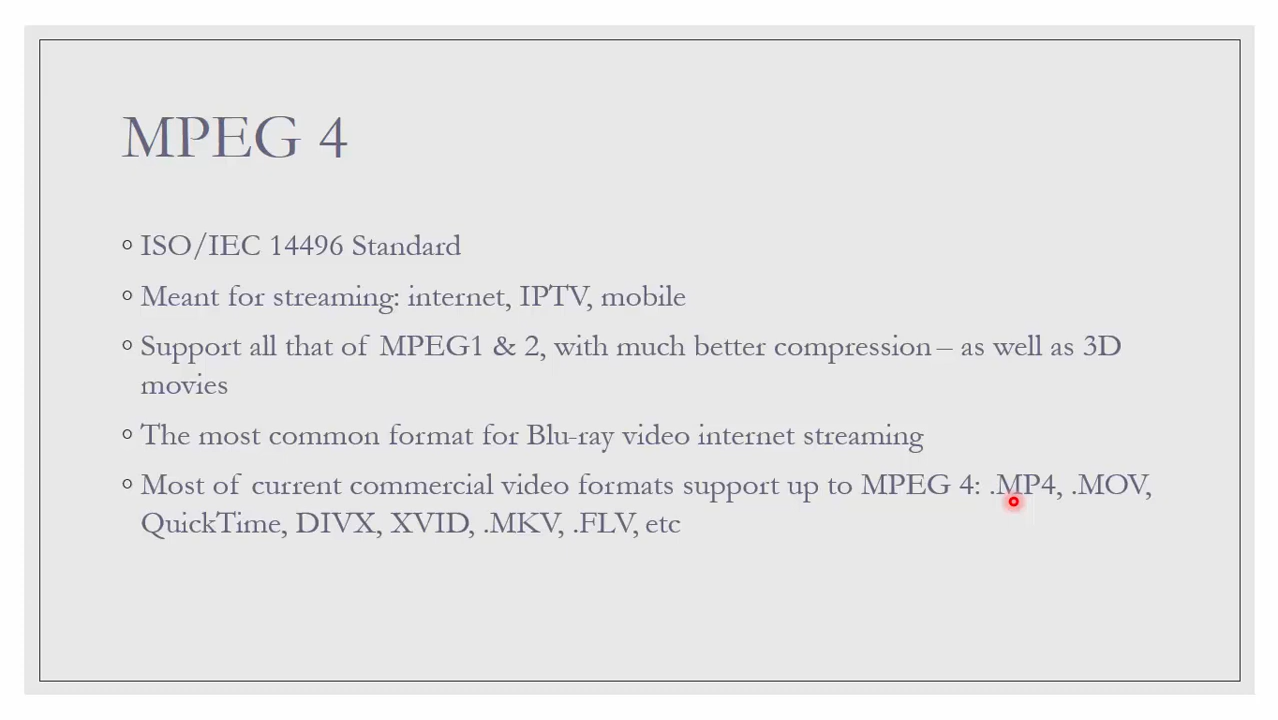 MPEG 4
ISO/IEC 14496 Standard
Meant for streaming: internet, IPTV, mobile
Support all that of MPEG1 & 2, with much better compression – as well as 3D
movies
The most common format for Blu-ray video internet streaming
Most of current commercial video formats support up to MPEG 4: .MP4, .MOV,
QuickTime, DIVX, XVID, .MKV, .FLV, etc